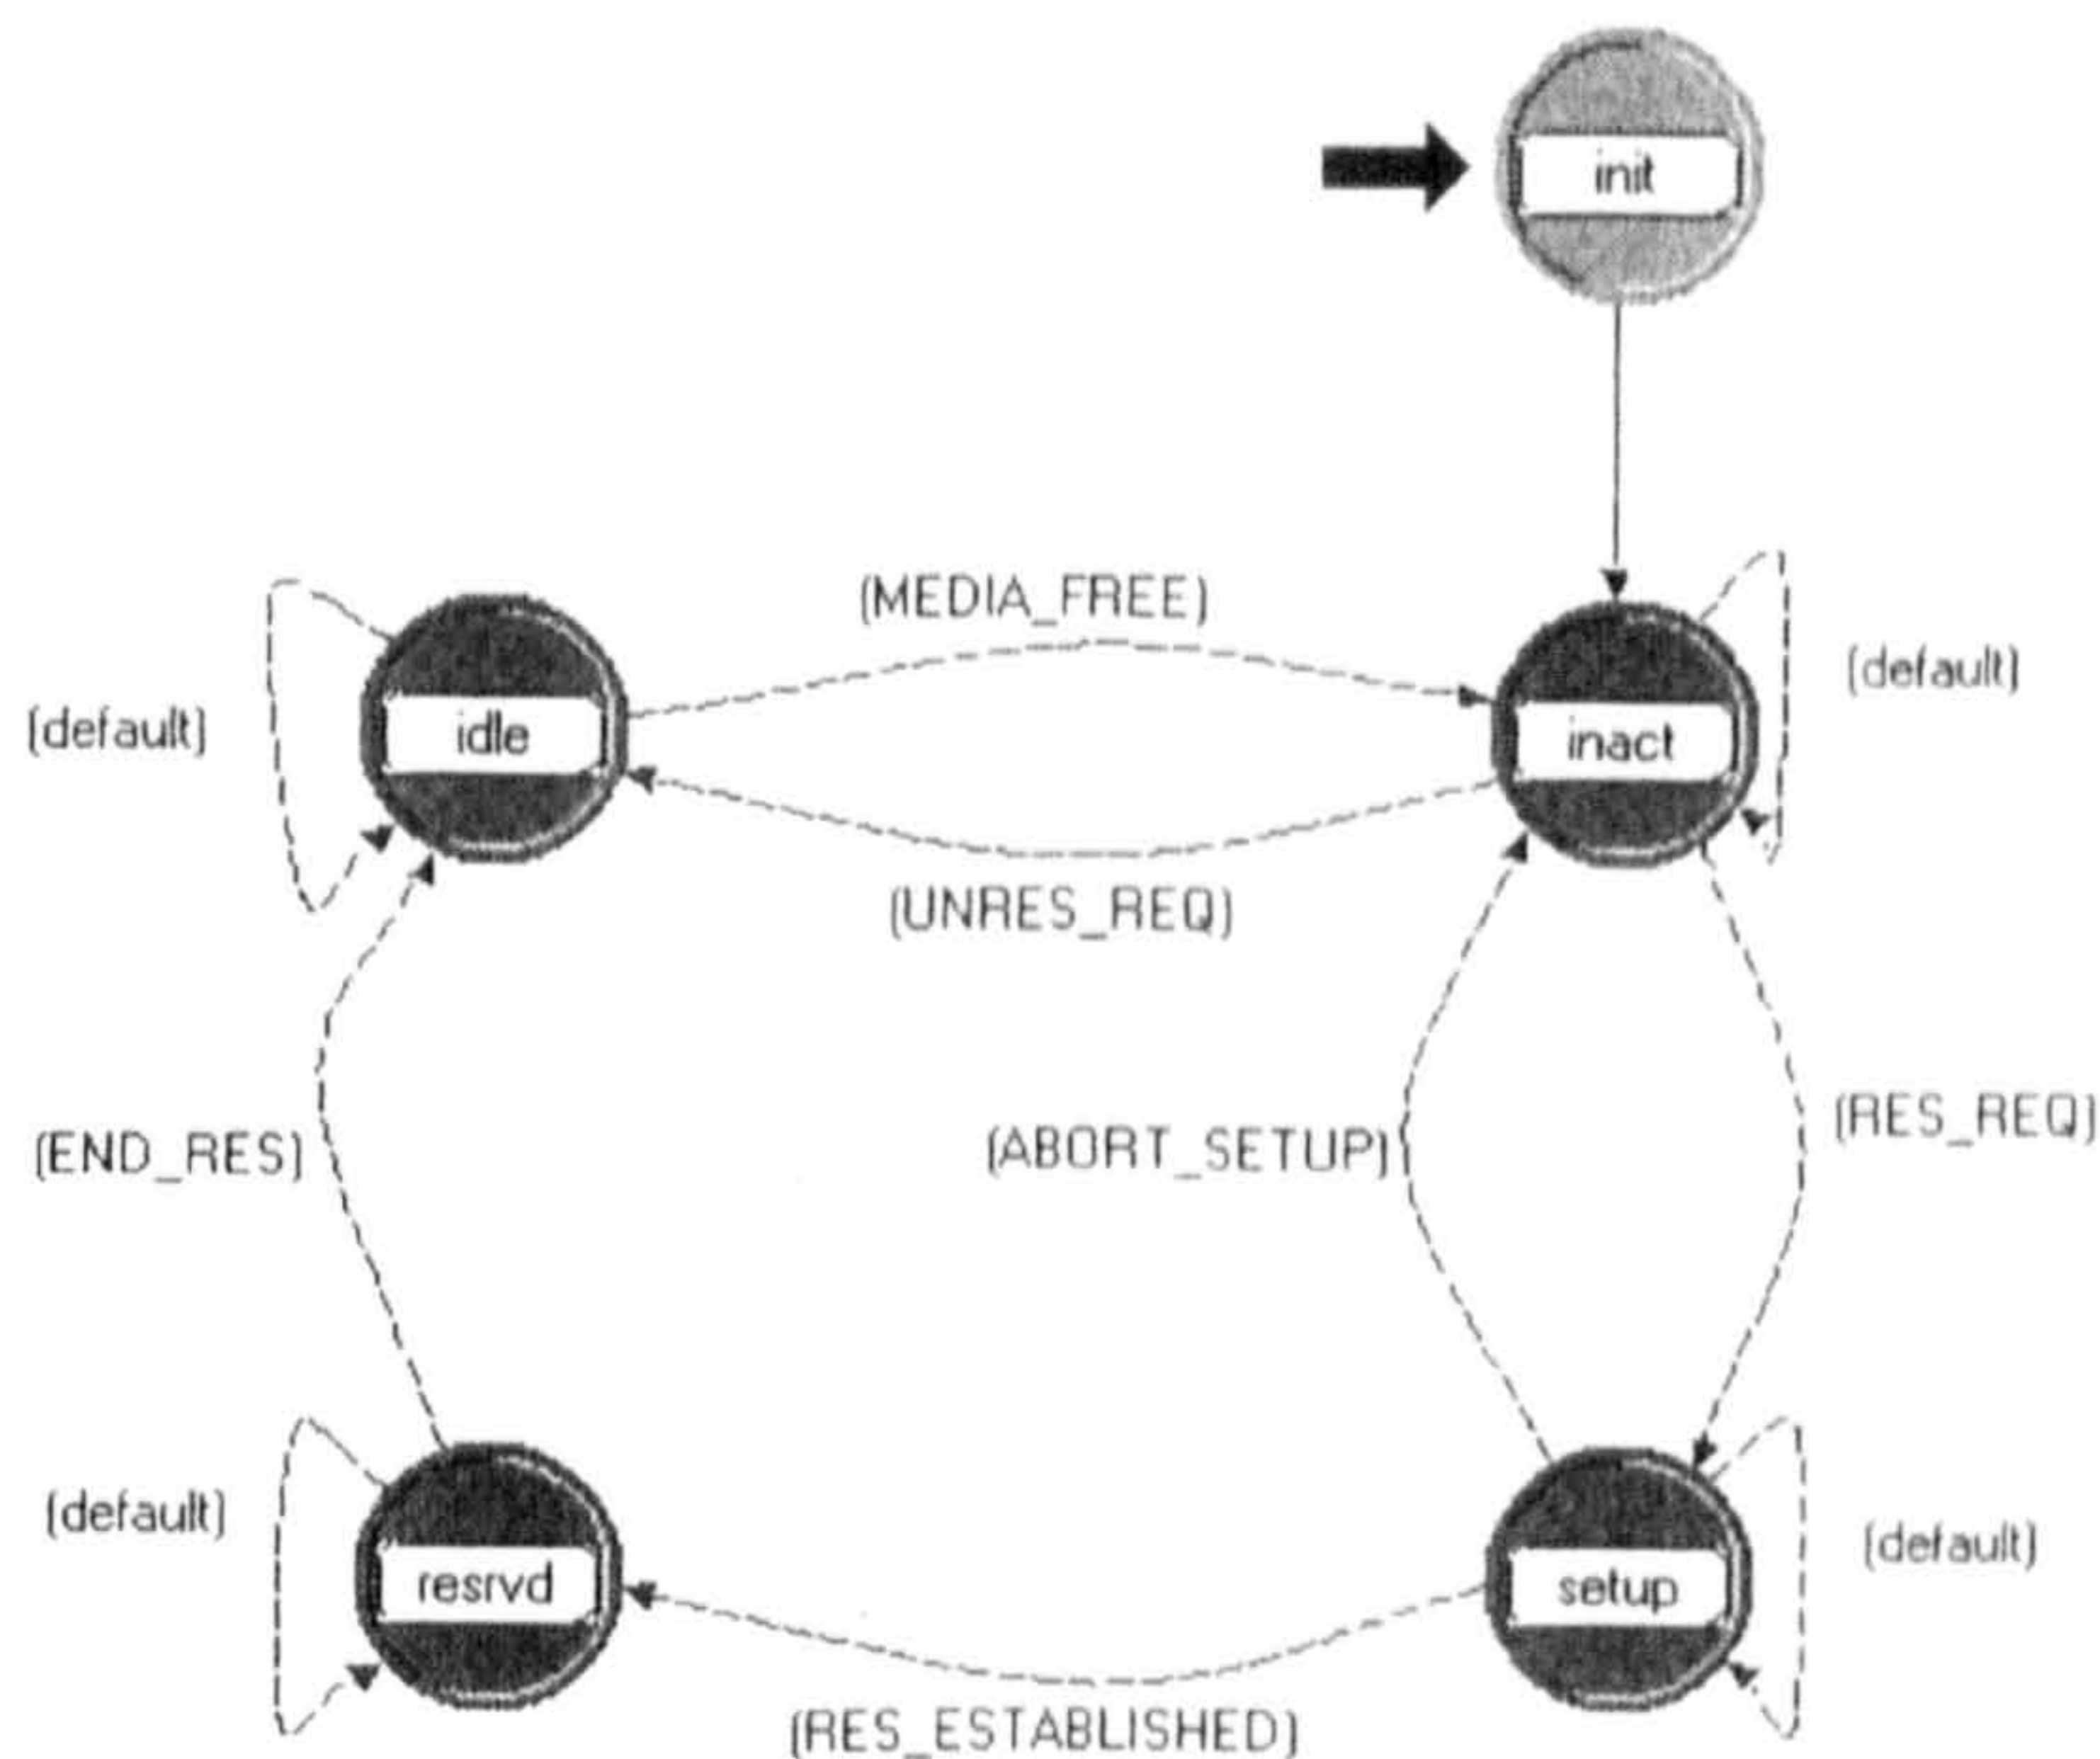 init
(MEDIA_FREE)
(default)
(default)
idle
inact
(UNRES_REQ)
(RES_REQ)
(END_RES)
(ABORT_SETUP)
(default)
(default)
resrvd
setup
(RES_ESTABLISHED)